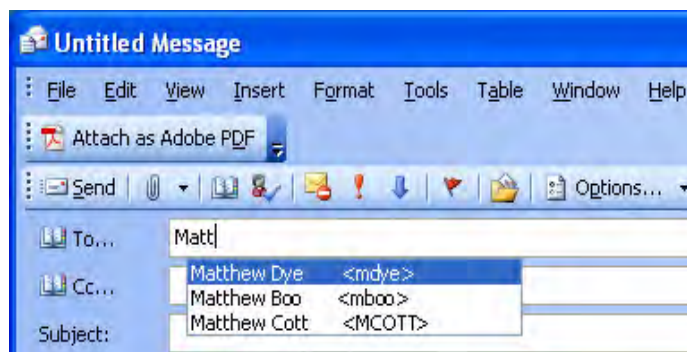 Untitled Message
File Edit View Insert Format Tools Table Window Help
Attach as Adobe PDF
Send Options...
To... Matt
Matthew Dye <mdye>
Cc...
Matthew Boo <mboo>
Matthew Cott <MCOTT>
Subject: